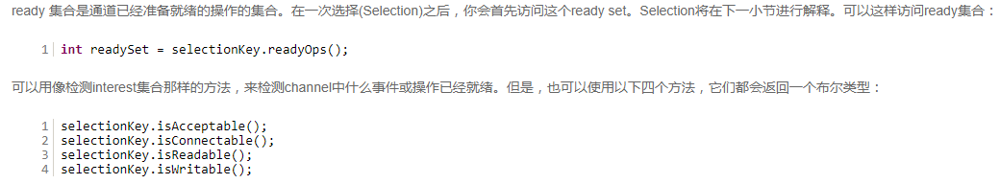 ready 集合是通道已经准备就绪的操作的集合。在一次选择(Selection)之后，你会首先访问这个ready set。Selection将在下一小节进行解释。可以这样访问ready集合：
1 int readySet = selectionKey.readyOps();
可以用像检测interest集合那样的方法，来检测channel中什么事件或操作已经就绪。但是，也可以使用以下四个方法，它们都会返回一个布尔类型：
1 selectionKey.isAcceptable();
2 selectionKey.isConnectable();
3 selectionKey.isReadable();
4 selectionKey.isWritable();